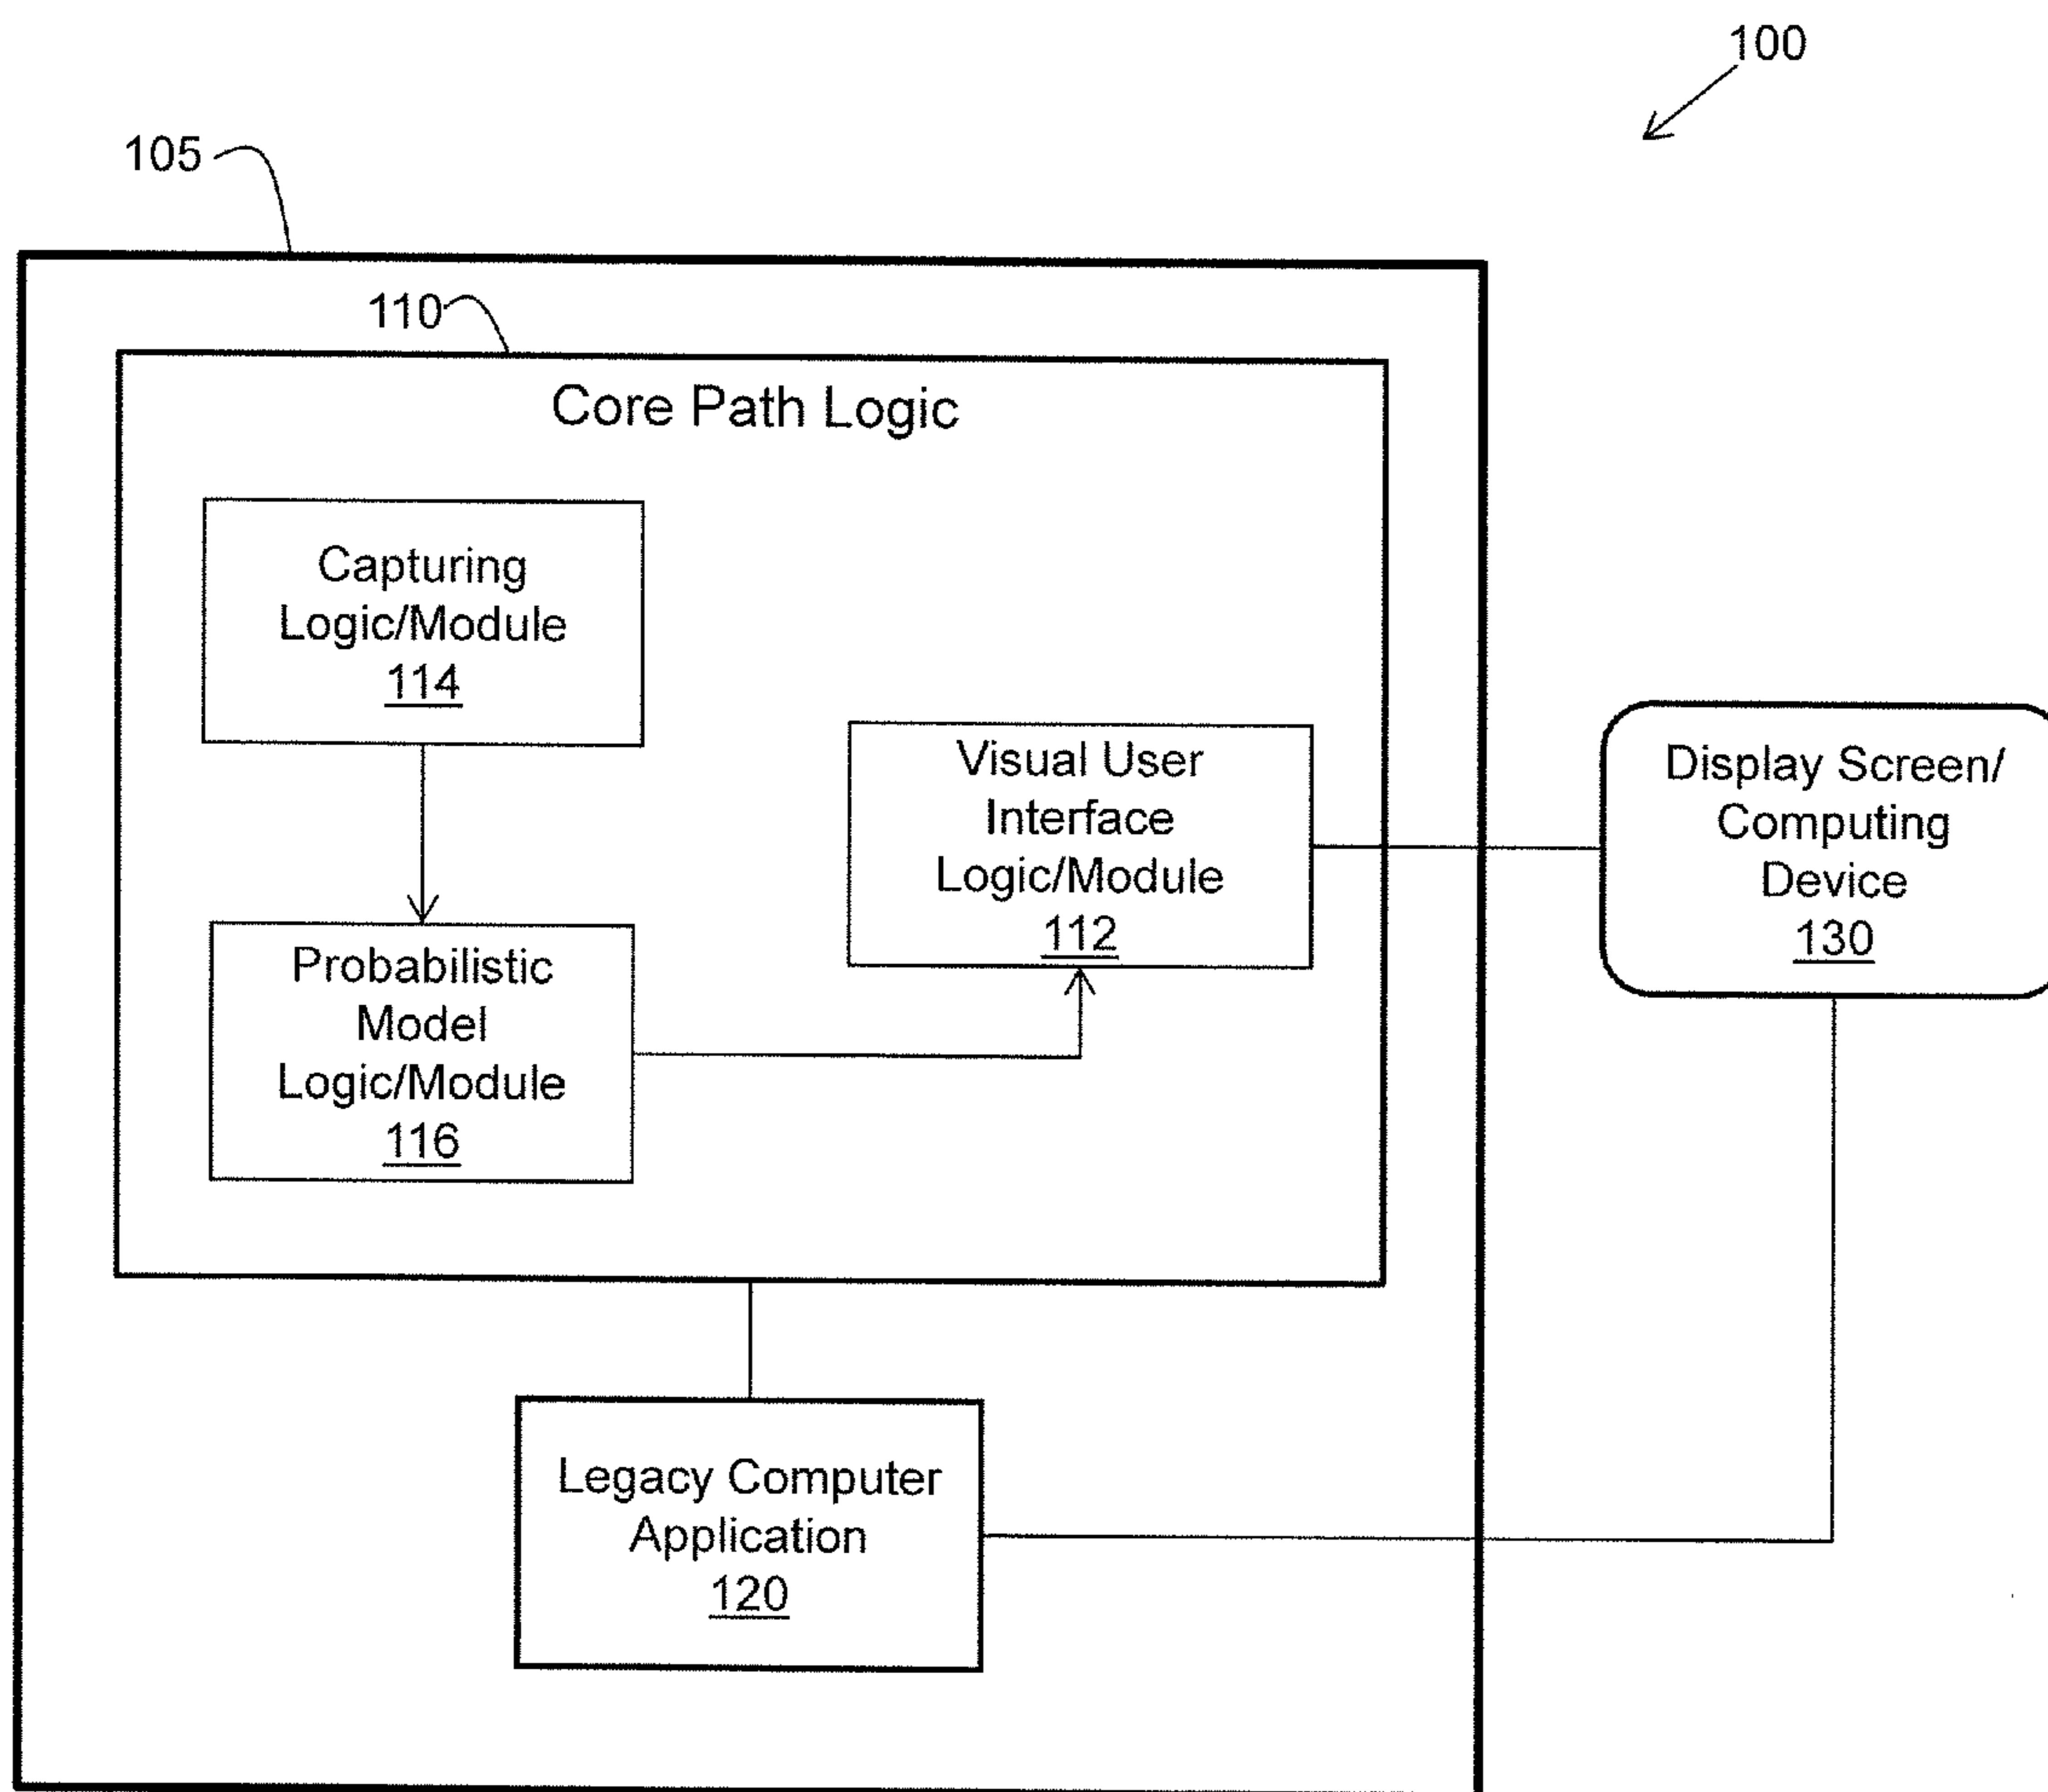 100
105
110
Core Path Logic
Capturing
Logic/Module
114
Visual User
Interface
Logic/Module
112
Display Screen/
Computing
Device
130
Probabilistic
Model
Logic/Module
116
Legacy Computer
Application
120